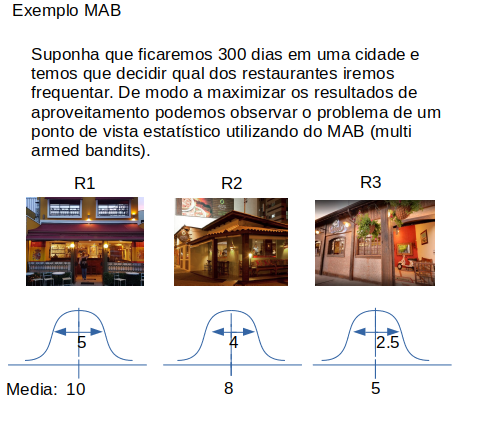 Exemplo MAB
Suponha que ficaremos 300 dias em uma cidade e
temos que decidir qual dos restaurantes iremos
frequentar. De modo a maximizar os resultados de
aproveitamento podemos observar o problema de um
ponto de vista estatístico utilizando do MAB (multi
armed bandits).
R1 R2 R3
5 4 2.5
Media: 10 8 5